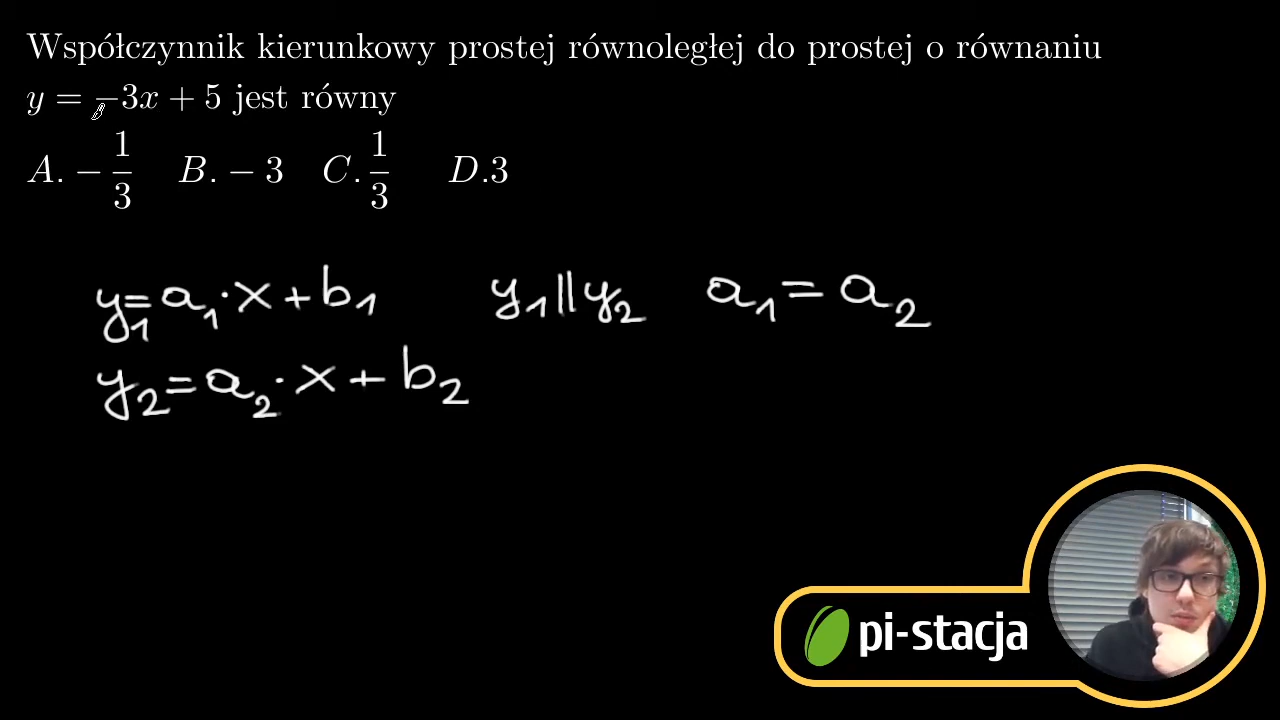 Współczynnik kierunkowy prostej równoległej do prostej o równaniu
y = −3x + 5 jest równy
A. − 1/3 B. − 3 C. 1/3 D.3
y₁=a₁·x+b₁ y₁||y₂ a₁=a₂
y₂=a₂·x+b₂
pi-stacja